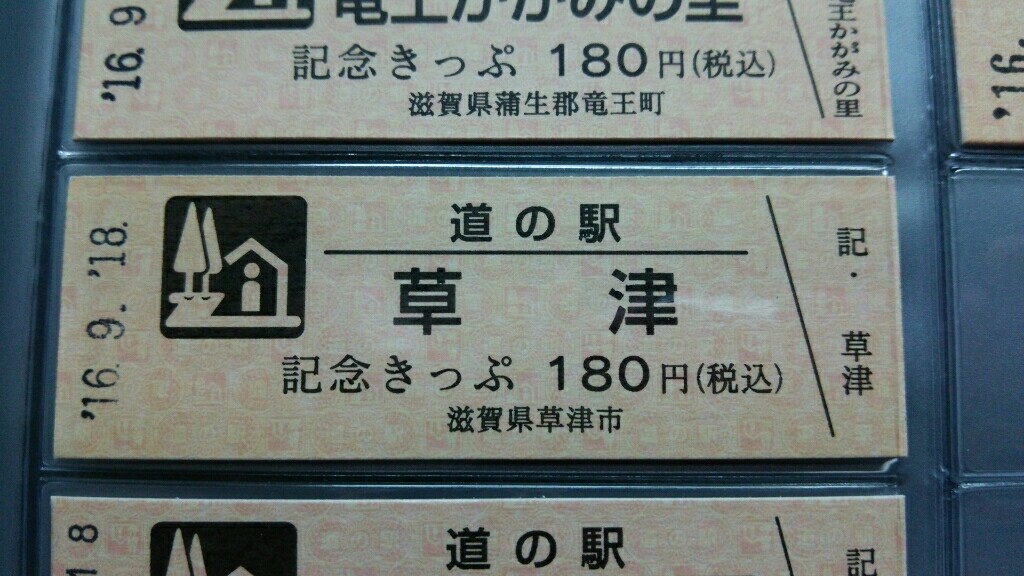 '16. 9
竜王かがみの里
記念きっぷ 180円(税込)
滋賀県蒲生郡竜王町
竜王かがみの里
'16.
'16. 9. '18.
道の駅
草津
記念きっぷ 180円(税込)
滋賀県草津市
記・草津
18
道の駅
記